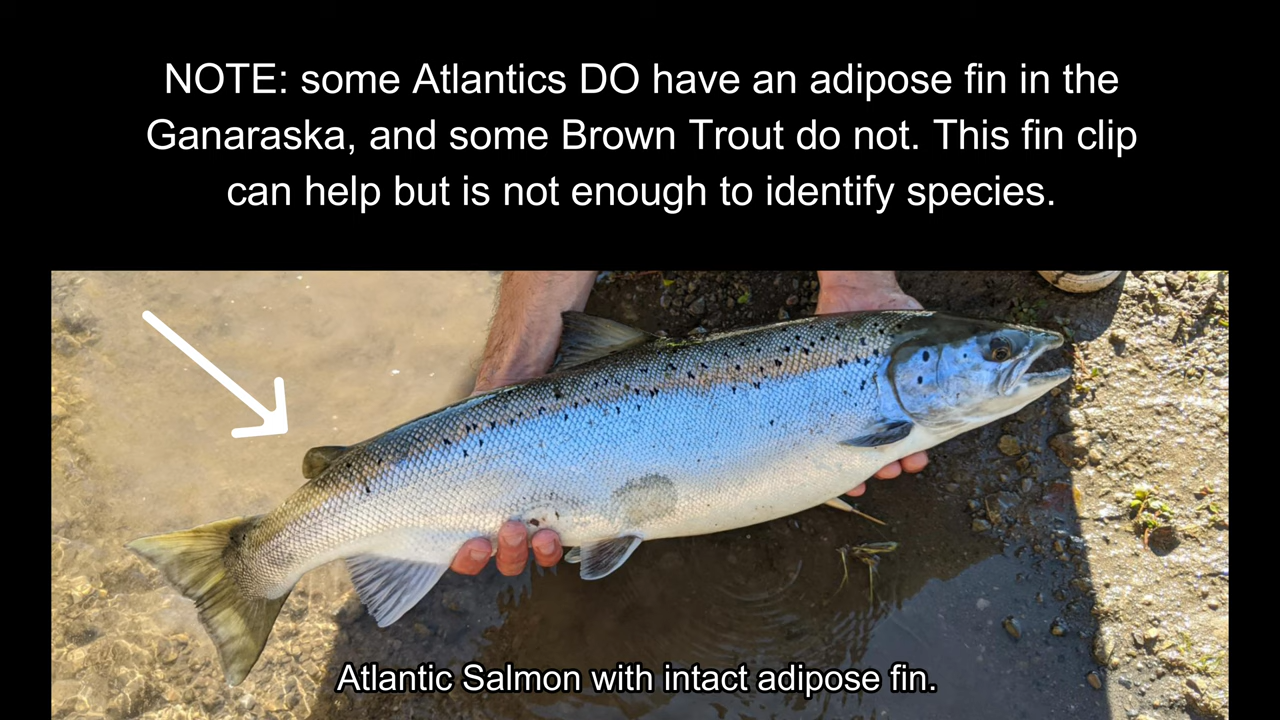 NOTE: some Atlantics DO have an adipose fin in the
Ganaraska, and some Brown Trout do not. This fin clip
can help but is not enough to identify species.
Atlantic Salmon with intact adipose fin.